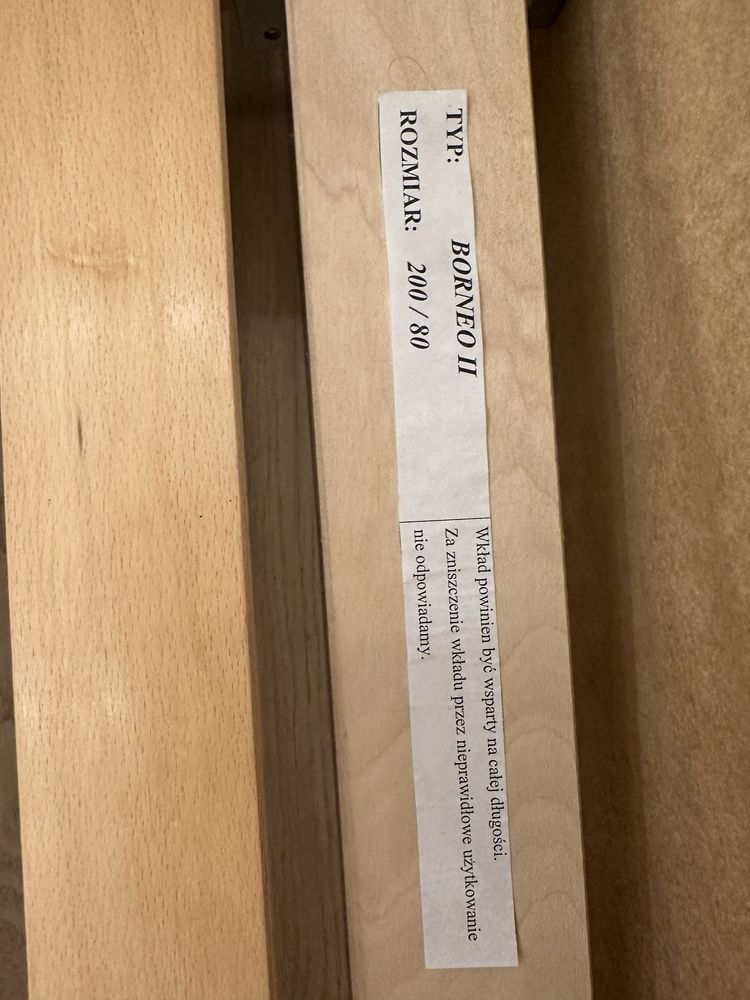 TYP: BORNEO II
ROZMIAR: 200 / 80
Wkład powinien być wsparty na całej długości.
Za zniszczenie wkładu przez nieprawidłowe użytkowanie
nie odpowiadamy.